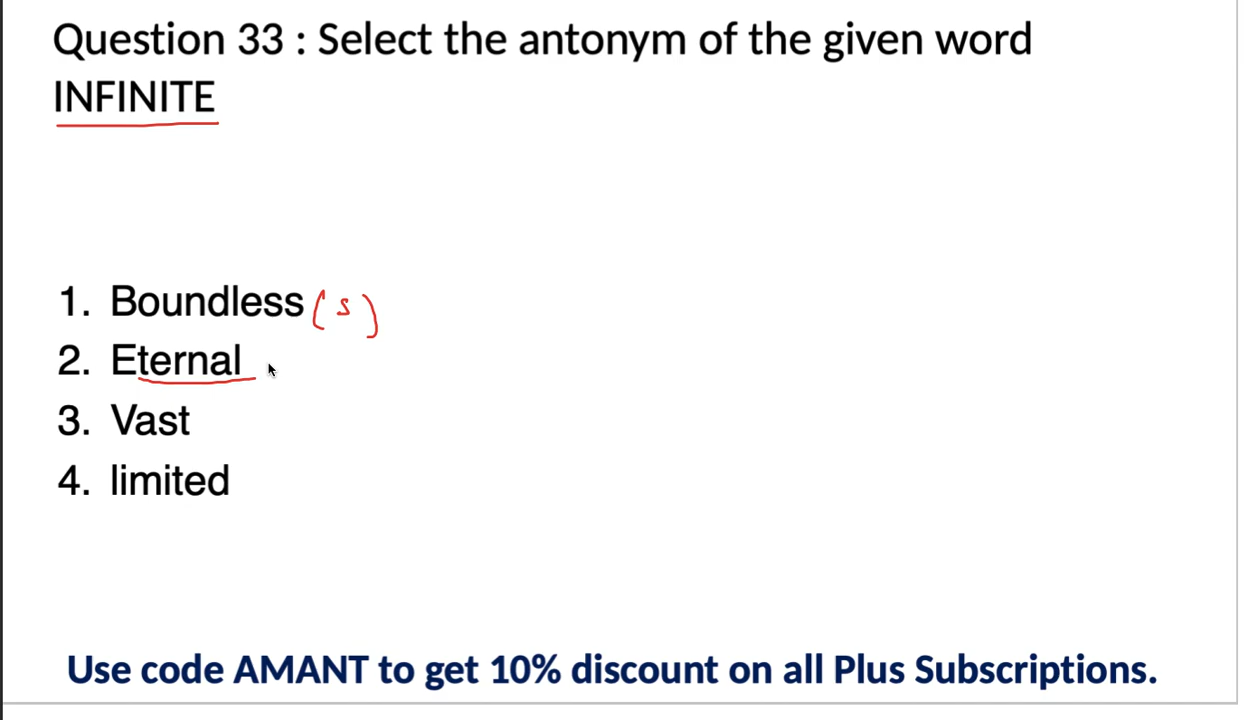 Question 33 : Select the antonym of the given word
INFINITE
1. Boundless (s)
2. Eternal
3. Vast
4. limited
Use code AMANT to get 10% discount on all Plus Subscriptions.